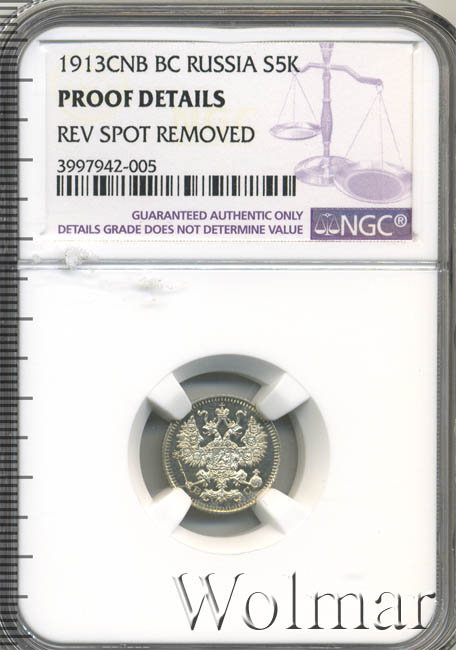 1913CNB BC RUSSIA S5K
PROOF DETAILS
REV SPOT REMOVED
3997942-005
GUARANTEED AUTHENTIC ONLY
DETAILS GRADE DOES NOT DETERMINE VALUE
NGC®
Wolmar